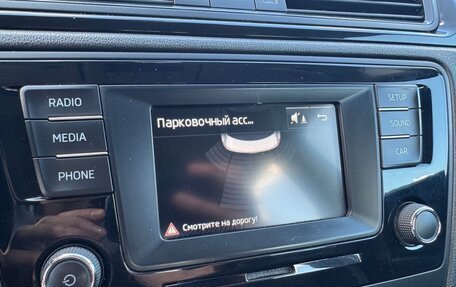 RADIO
MEDIA
PHONE
Парковочный асс...
Смотрите на дорогу!
SETUP
SOUND
CAR